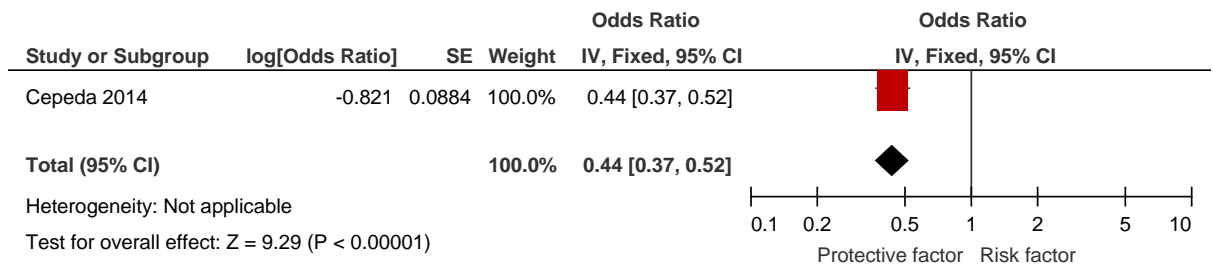 Odds Ratio Odds Ratio
Study or Subgroup log[Odds Ratio] SE Weight IV, Fixed, 95% CI IV, Fixed, 95% CI
Cepeda 2014 -0.821 0.0884 100.0% 0.44 [0.37, 0.52]
Total (95% CI) 100.0% 0.44 [0.37, 0.52]
Heterogeneity: Not applicable
Test for overall effect: Z = 9.29 (P < 0.00001)
0.1 0.2 0.5 1 2 5 10
Protective factor Risk factor